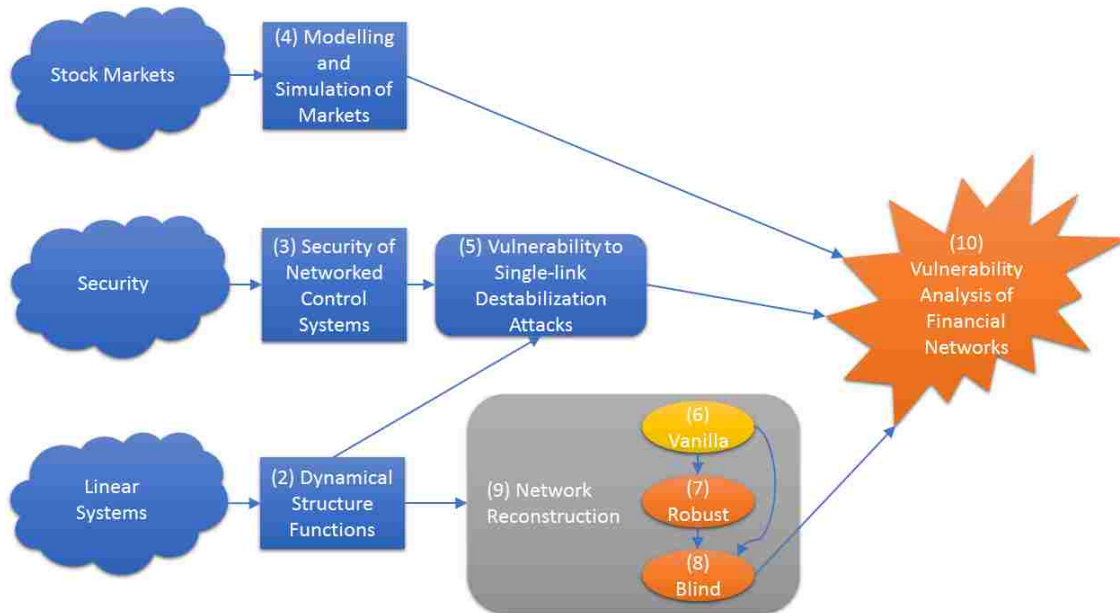 Stock Markets
(4) Modelling
and
Simulation of
Markets
Security
(3) Security of
Networked
Control
Systems
(5) Vulnerability to
Single-link
Destabilization
Attacks
(10)
Vulnerability
Analysis of
Financial
Networks
Linear
Systems
(2) Dynamical
Structure
Functions
(9) Network
Reconstruction
(6)
Vanilla
(7)
Robust
(8)
Blind